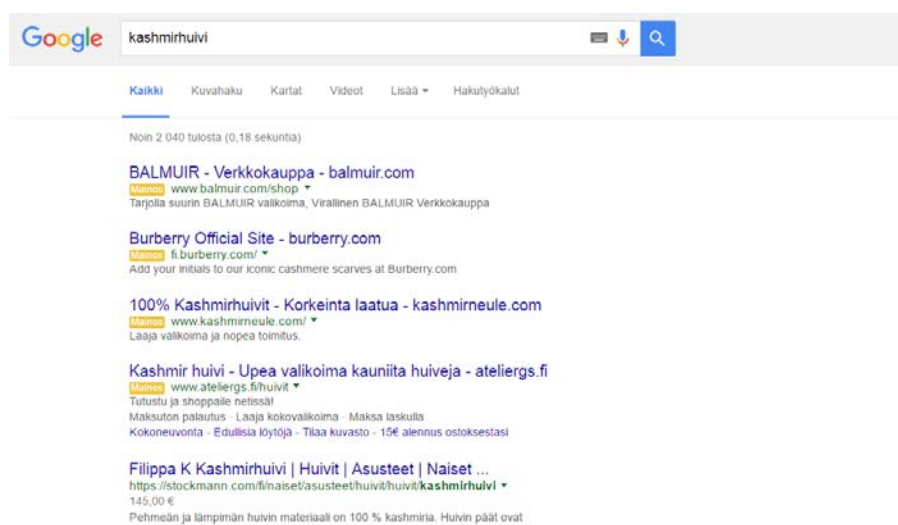 Google kashmirhuivi
Kaikki Kuvahaku Kartat Videot Lisää Hakutyökalut
Noin 2 040 tulosta (0,18 sekuntia)
BALMUIR - Verkkokauppa - balmuir.com
Mainos www.balmuir.com/shop
Tarjolla suurin BALMUIR valikoima, Virallinen BALMUIR Verkkokauppa
Burberry Official Site - burberry.com
Mainos fi.burberry.com/
Add your initials to our iconic cashmere scarves at Burberry.com
100% Kashmirhuivit - Korkeinta laatua - kashmirneule.com
Mainos www.kashmirneule.com/
Laaja valikoima ja nopea toimitus.
Kashmir huivi - Upea valikoima kauniita huiveja - ateliergs.fi
Mainos www.ateliergs.fi/huivit
Tutustu ja shoppaile netissä!
Maksuton palautus · Laaja kokovalikoima · Maksa laskulla
Kokoneuvonta - Edullisia löytöjä - Tilaa kuvasto - 15€ alennus ostoksestasi
Filippa K Kashmirhuivi | Huivit | Asusteet | Naiset ...
https://stockmann.com/fi/naiset/asusteet/huivit/huivit/kashmirhuivi
145,00 €
Pehmeän ja lämpimän huivin materiaali on 100 % kashmiria. Huivin päät ovat